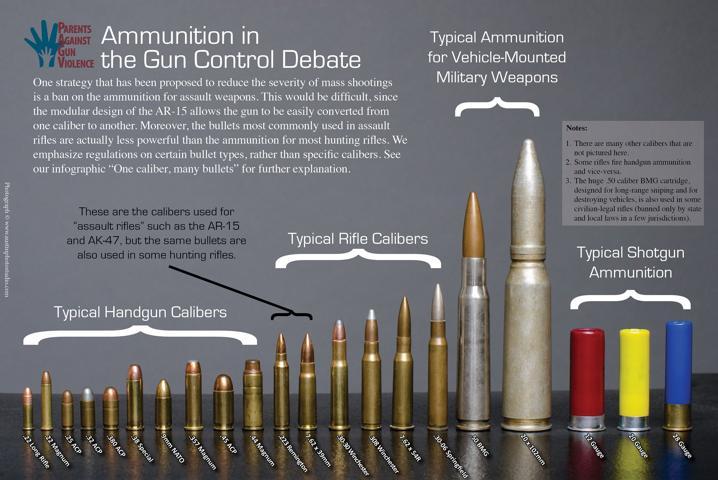 PARENTS
AGAINST
GUN
VIOLENCE
Ammunition in
the Gun Control Debate
One strategy that has been proposed to reduce the severity of mass shootings
is a ban on the ammunition for assault weapons. This would be difficult, since
the modular design of the AR-15 allows the gun to be easily converted from
one caliber to another. Moreover, the bullets most commonly used in assault
rifles are actually less powerful than the ammunition for most hunting rifles. We
emphasize regulations on certain bullet types, rather than specific calibers. See
our infographic "One caliber, many bullets" for further explanation.
Typical Ammunition
for Vehicle-Mounted
Military Weapons
Notes:
1. There are many other calibers that are
not pictured here.
2. Some rifles fire handgun ammunition
and vice-versa.
3. The huge .50 caliber BMG cartridge,
designed for long-range sniping and for
destroying vehicles, is also used in some
civilian-legal rifles (banned only by state
and local laws in a few jurisdictions).
These are the calibers used for
"assault rifles" such as the AR-15
and AK-47, but the same bullets are
also used in some hunting rifles.
Typical Rifle Calibers
Typical Shotgun
Ammunition
Typical Handgun Calibers
.22 Long Rifle
.22 Magnum
.25 ACP
.32 ACP
.380 ACP
.38 Special
9mm NATO
.357 Magnum
.45 ACP
.44 Magnum
.223 Remington
7.62 x 39mm
30-30 Winchester
.308 Winchester
7.62 x 54R
30-06 Springfield
.50 BMG
20 x 102mm
12 Gauge
20 Gauge
Gauge
Photograph ©